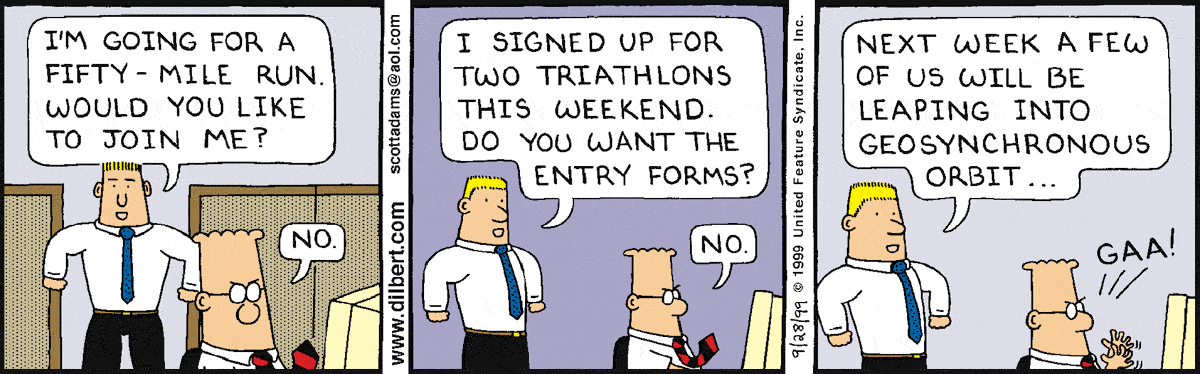 I'M GOING FOR A
FIFTY-MILE RUN.
WOULD YOU LIKE
TO JOIN ME?
NO.
www.dilbert.com scottadams@aol.com
I SIGNED UP FOR
TWO TRIATHLONS
THIS WEEKEND.
DO YOU WANT THE
ENTRY FORMS?
NO.
9/28/99 © 1999 United Feature Syndicate, Inc.
NEXT WEEK A FEW
OF US WILL BE
LEAPING INTO
GEOSYNCHRONOUS
ORBIT...
GAA!